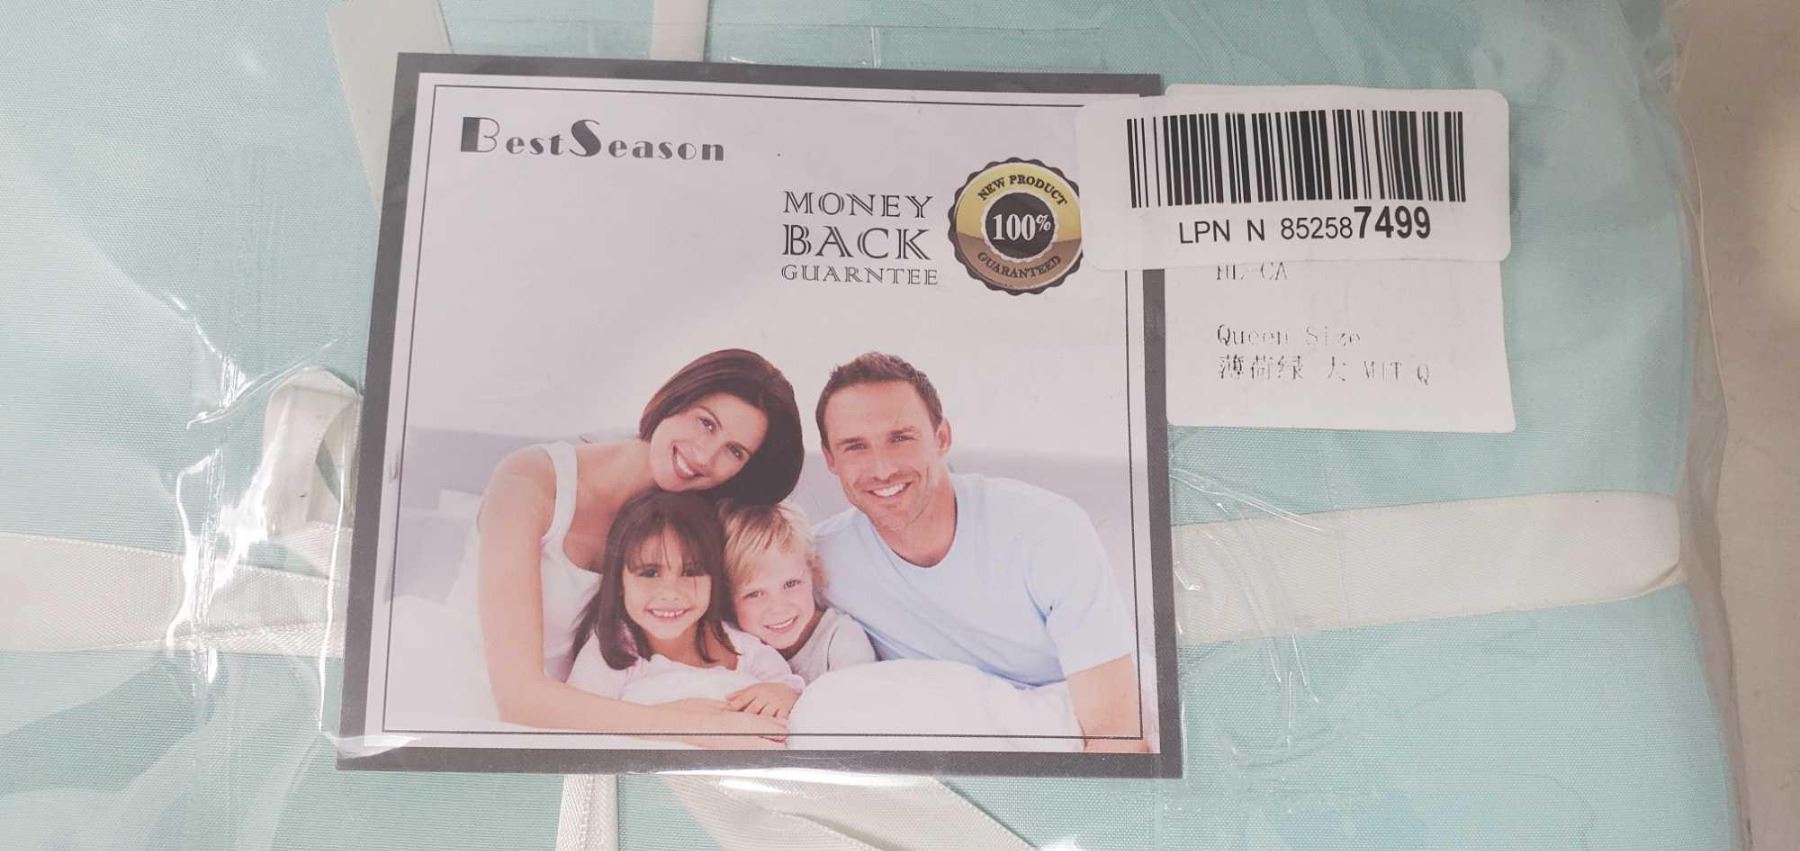 BestSeason
MONEY
BACK
GUARNTEE
NEW PRODUCT
100%
GUARANTEED
LPN N 852587499
Queen Size
薄荷绿 大